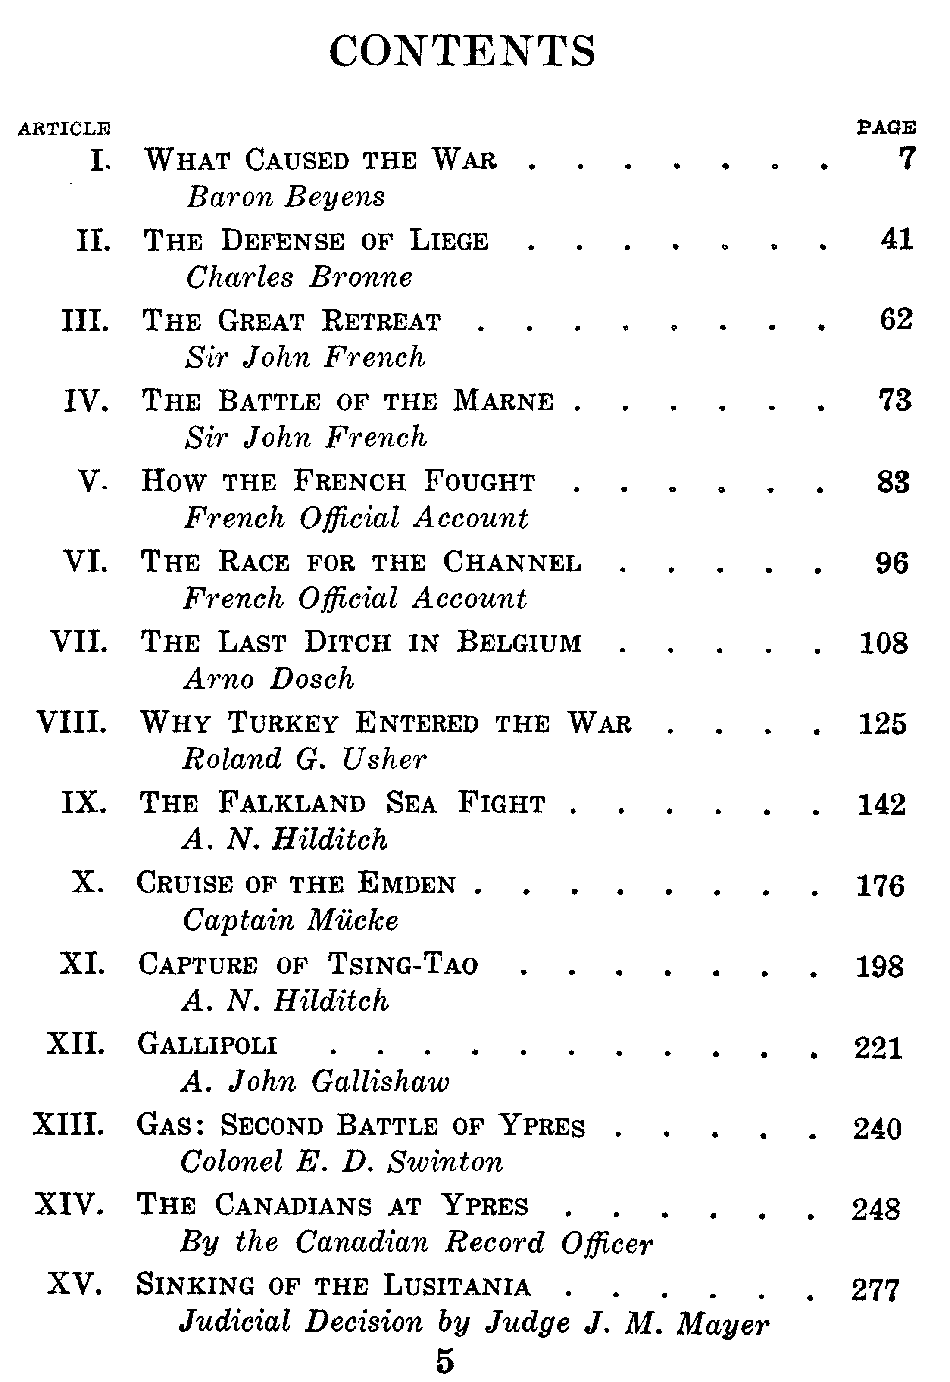 CONTENTS
ARTICLE PAGE
I. WHAT CAUSED THE WAR . . . . . . . 7
Baron Beyens
II. THE DEFENSE OF LIEGE . . . . . . . 41
Charles Bronne
III. THE GREAT RETREAT . . . . . . . . 62
Sir John French
IV. THE BATTLE OF THE MARNE . . . . . . 73
Sir John French
V. HOW THE FRENCH FOUGHT . . . . . . 83
French Official Account
VI. THE RACE FOR THE CHANNEL . . . . . 96
French Official Account
VII. THE LAST DITCH IN BELGIUM . . . . . 108
Arno Dosch
VIII. WHY TURKEY ENTERED THE WAR . . . . 125
Roland G. Usher
IX. THE FALKLAND SEA FIGHT . . . . . . 142
A. N. Hilditch
X. CRUISE OF THE EMDEN . . . . . . . . 176
Captain Mücke
XI. CAPTURE OF TSING-TAO . . . . . . . 198
A. N. Hilditch
XII. GALLIPOLI . . . . . . . . . . . 221
A. John Gallishaw
XIII. GAS: SECOND BATTLE OF YPRES . . . . . 240
Colonel E. D. Swinton
XIV. THE CANADIANS AT YPRES . . . . . . 248
By the Canadian Record Officer
XV. SINKING OF THE LUSITANIA . . . . . . 277
Judicial Decision by Judge J. M. Mayer
5